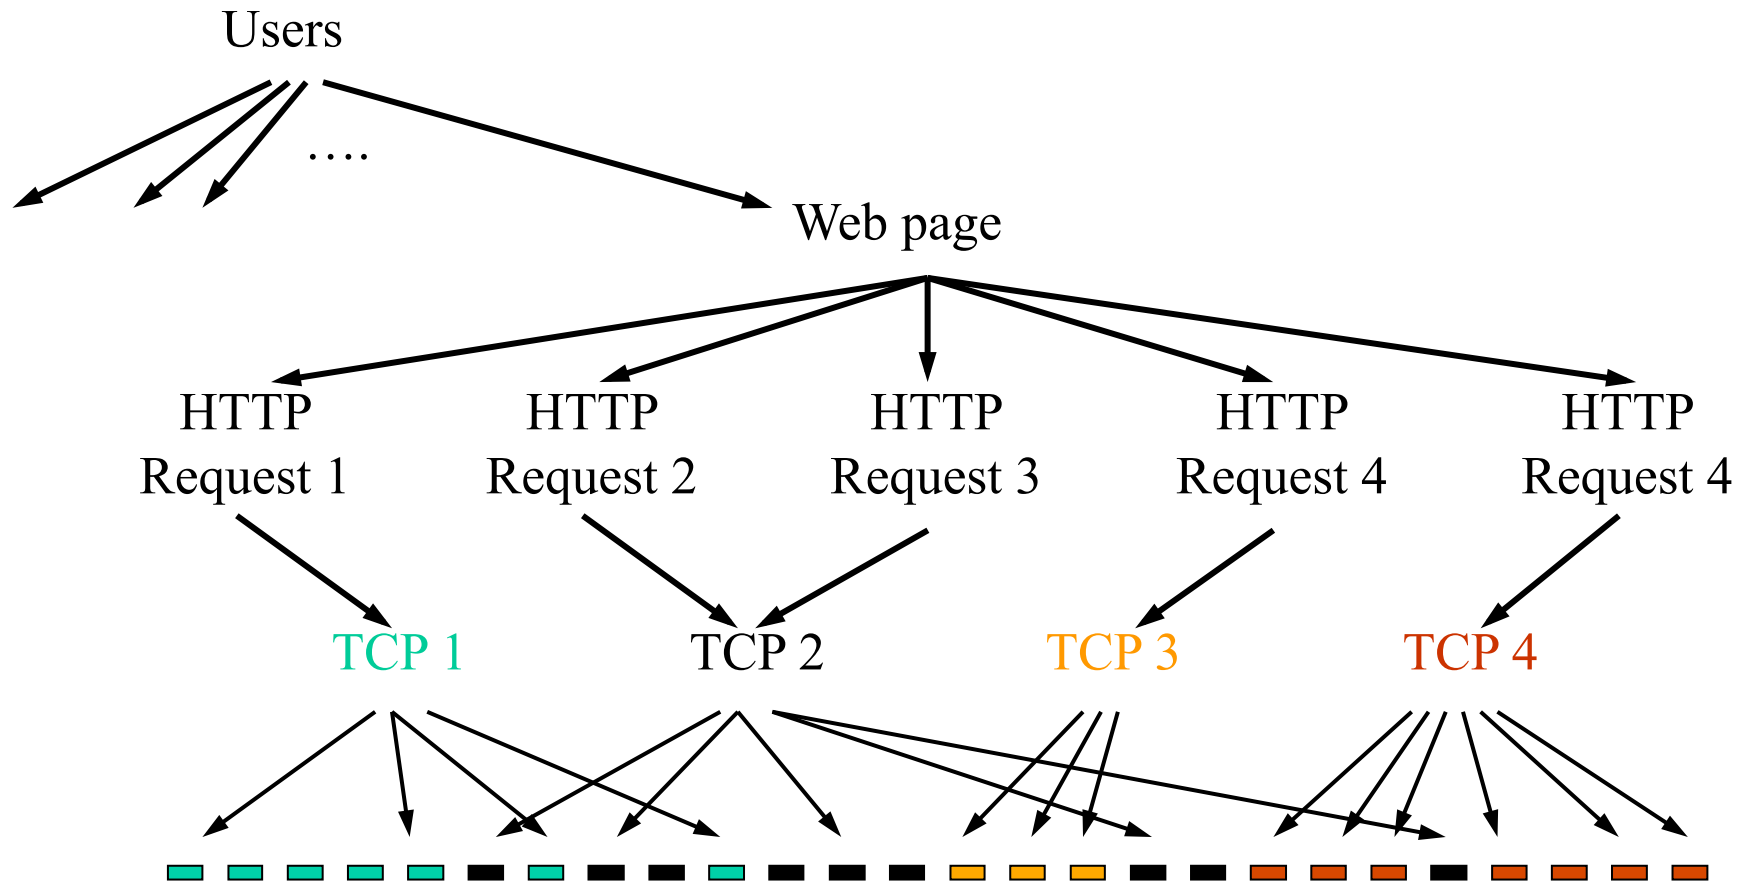 Users
....
Web page
HTTP
Request 1
HTTP
Request 2
HTTP
Request 3
HTTP
Request 4
HTTP
Request 4
TCP 1
TCP 2
TCP 3
TCP 4